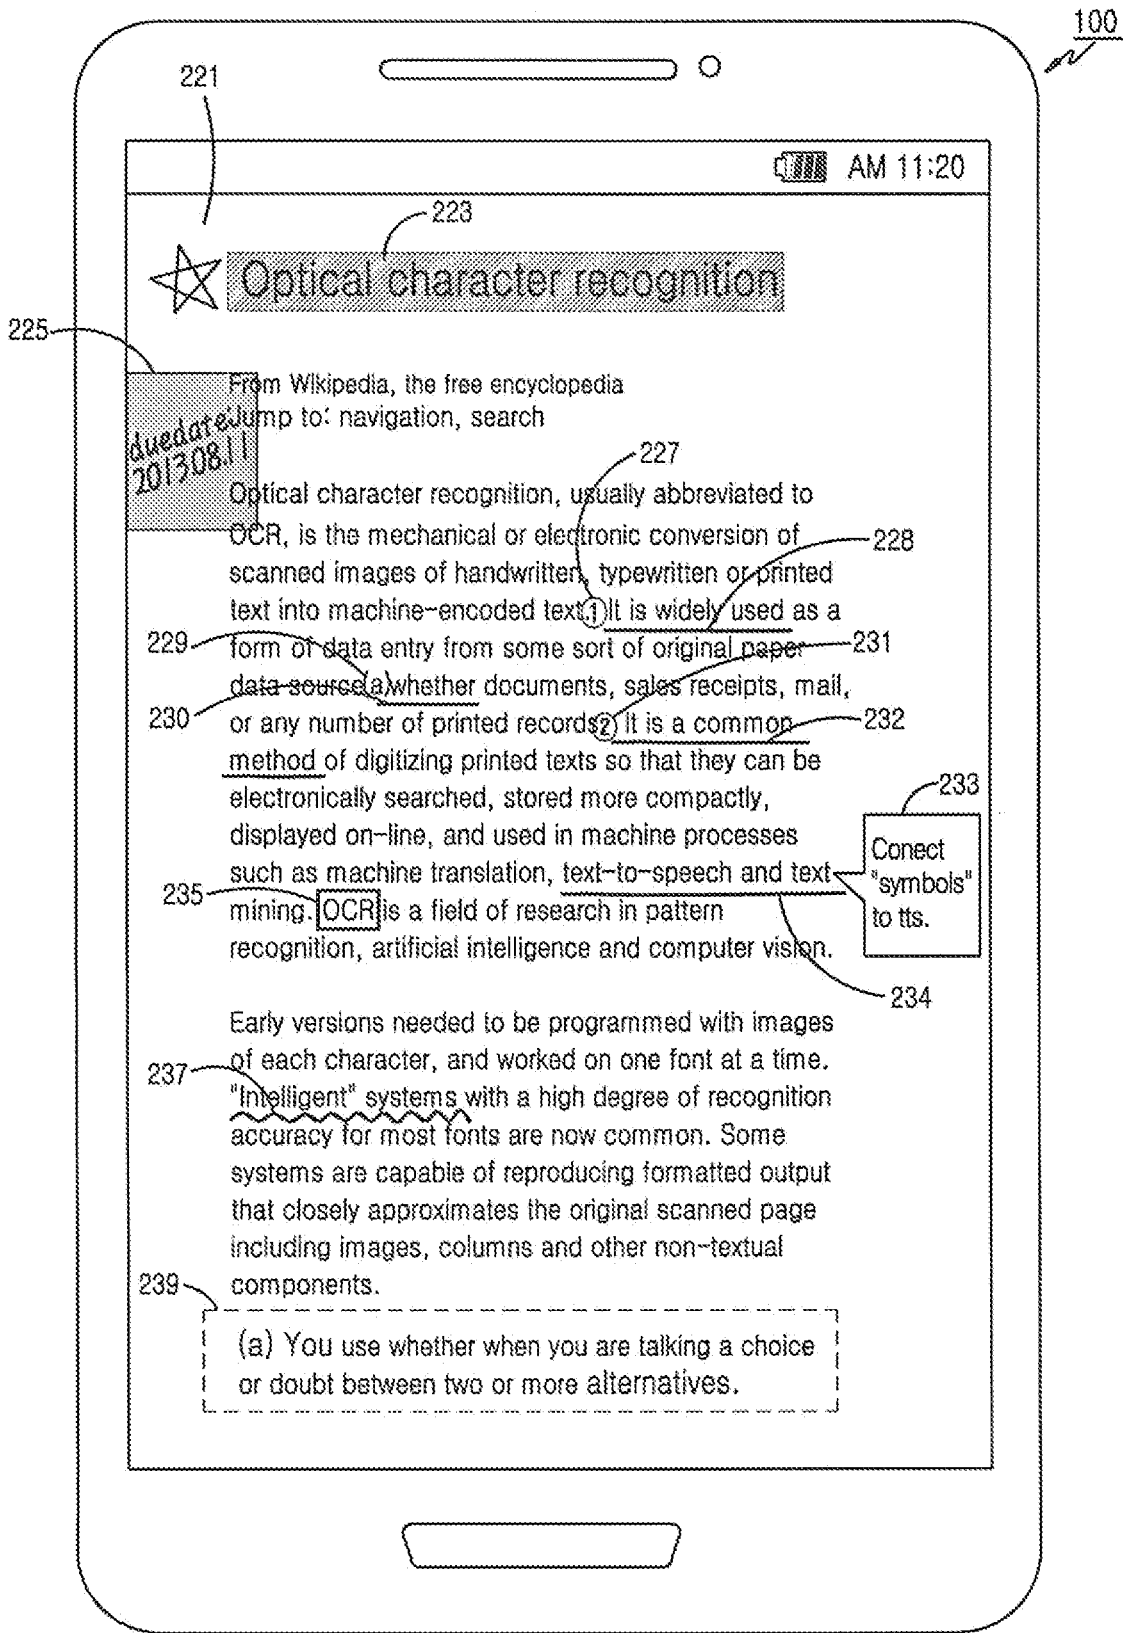 100
221
AM 11:20
223
Optical character recognition
225
From Wikipedia, the free encyclopedia
Jump to: navigation, search
duedate:
2013.08.11
227
Optical character recognition, usually abbreviated to
OCR, is the mechanical or electronic conversion of
228
scanned images of handwritten, typewritten or printed
text into machine-encoded text.① It is widely used as a
229
form of data entry from some sort of original paper
231
data source(a)whether documents, sales receipts, mail,
230
or any number of printed records② It is a common
232
method of digitizing printed texts so that they can be
electronically searched, stored more compactly,
233
displayed on-line, and used in machine processes
such as machine translation, text-to-speech and text
Conect
"symbols"
to tts.
235
mining. OCR is a field of research in pattern
recognition, artificial intelligence and computer vision.
234
Early versions needed to be programmed with images
of each character, and worked on one font at a time.
237
"Intelligent" systems with a high degree of recognition
accuracy for most fonts are now common. Some
systems are capable of reproducing formatted output
that closely approximates the original scanned page
including images, columns and other non-textual
components.
239
(a) You use whether when you are talking a choice
or doubt between two or more alternatives.